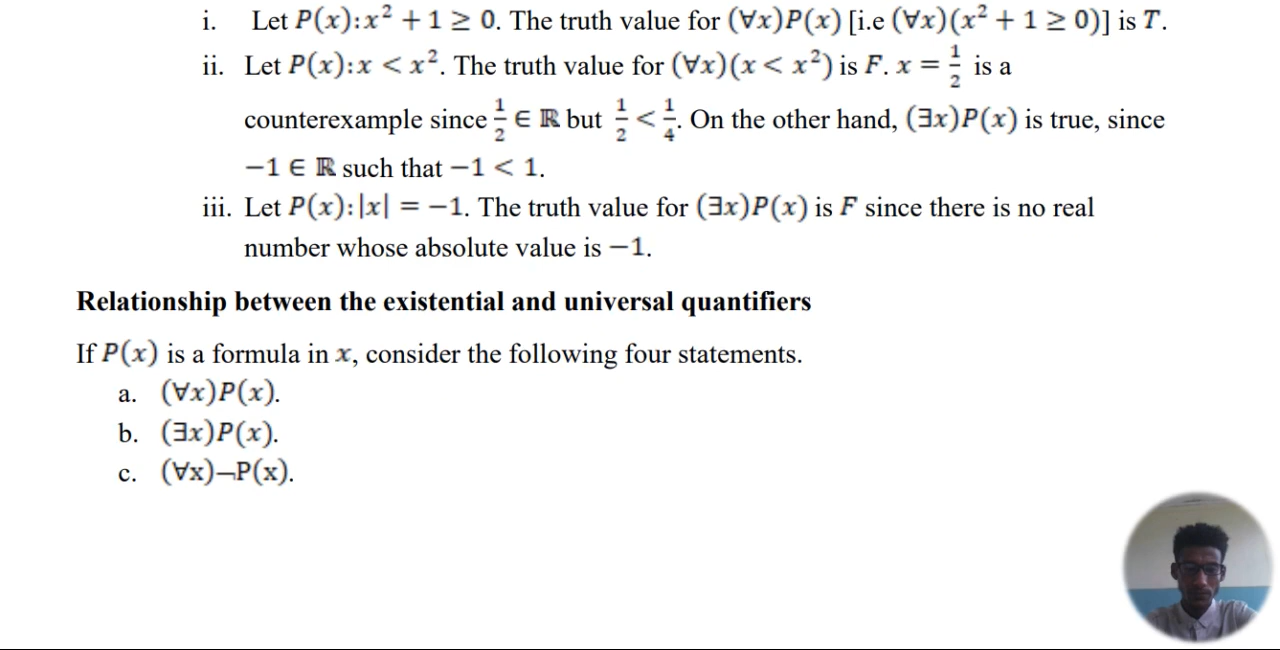 i. Let P(x): x² + 1 ≥ 0. The truth value for (∀x)P(x) [i.e (∀x)(x² + 1 ≥ 0)] is T.
ii. Let P(x): x < x². The truth value for (∀x)(x < x²) is F. x = 1/2 is a
counterexample since 1/2 ∈ ℝ but 1/2 < 1/4. On the other hand, (∃x)P(x) is true, since
−1 ∈ ℝ such that −1 < 1.
iii. Let P(x): |x| = −1. The truth value for (∃x)P(x) is F since there is no real
number whose absolute value is −1.
Relationship between the existential and universal quantifiers
If P(x) is a formula in x, consider the following four statements.
a. (∀x)P(x).
b. (∃x)P(x).
c. (∀x)¬P(x).